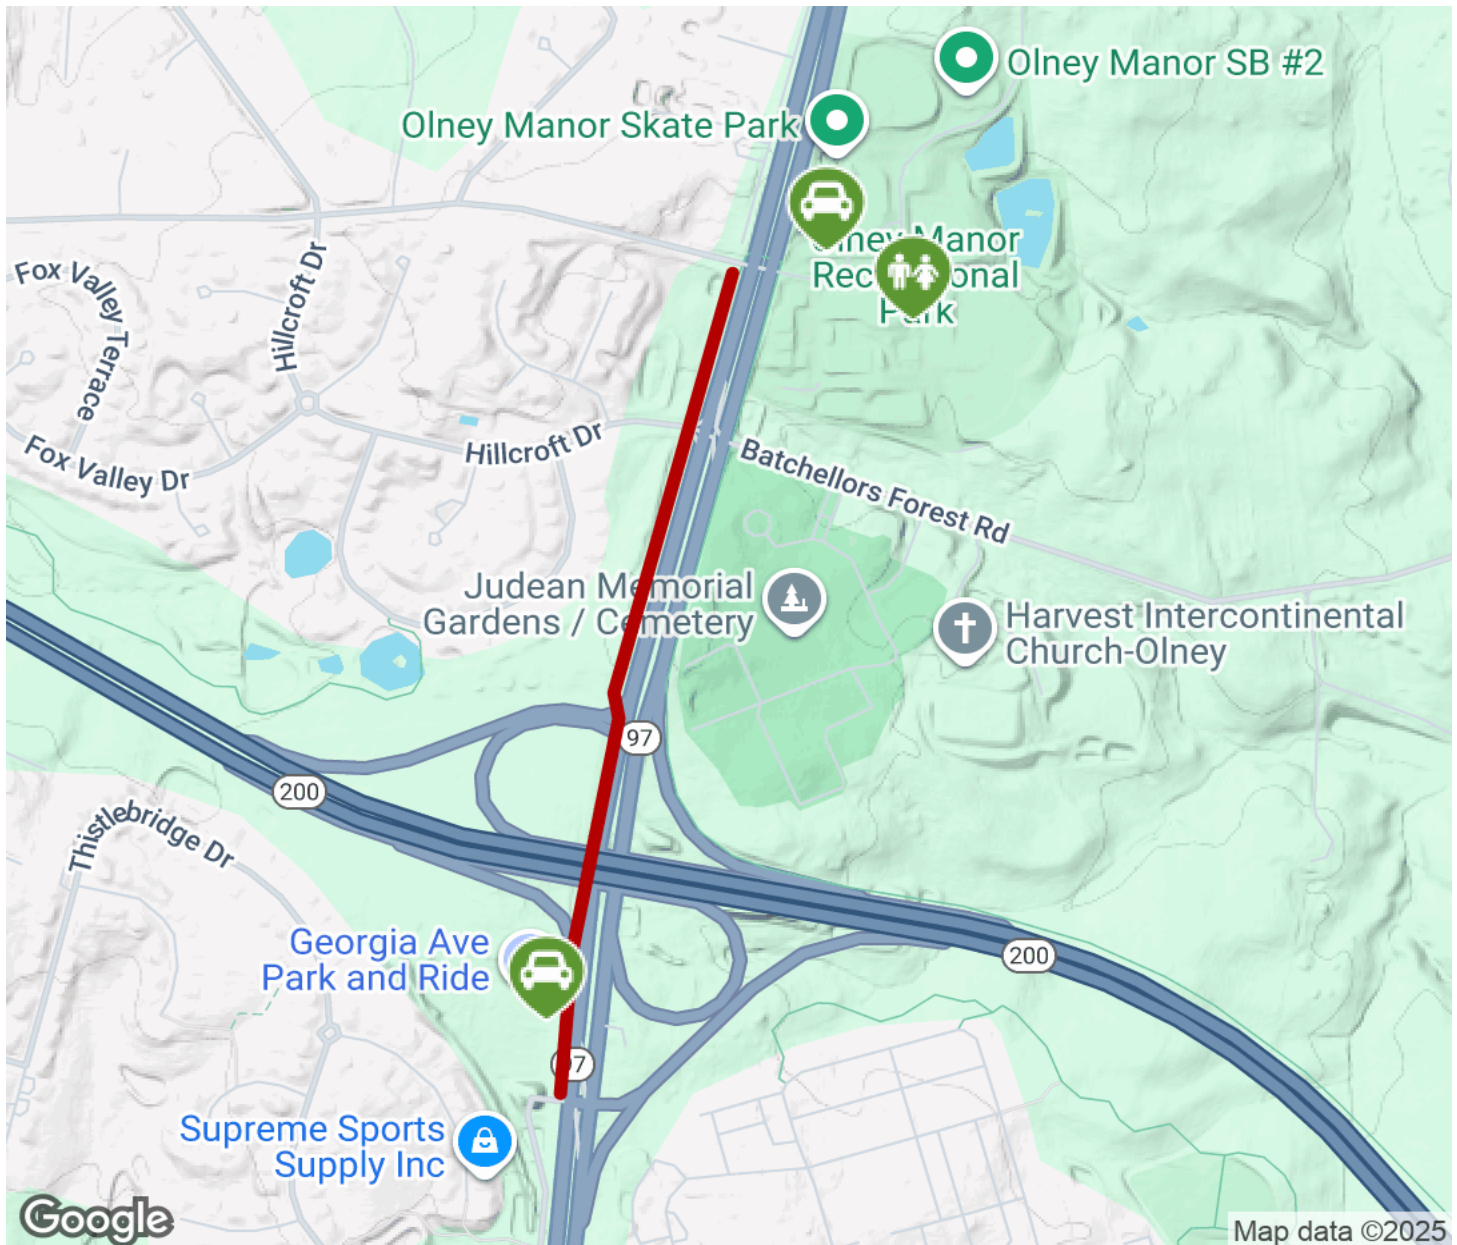 Olney Manor SB #2
Olney Manor Skate Park
Manor
Park
Fox Valley Terrace
Hillcroft Dr
Fox Valley Dr
Hillcroft Dr
Batchellors Forest Rd
Judean Memorial
Gardens / Cemetery
Harvest Intercontinental
Church-Olney
97
200
Thistlebridge Dr
Georgia Ave
Park and Ride
200
97
Supreme Sports
Supply Inc
Google
Map data ©2025